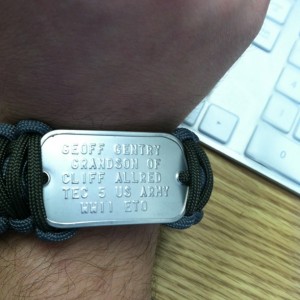 GEOFF GENTRY
GRANDSON OF
CLIFF ALLRED
TEC 5 US ARMY
WWII ETO